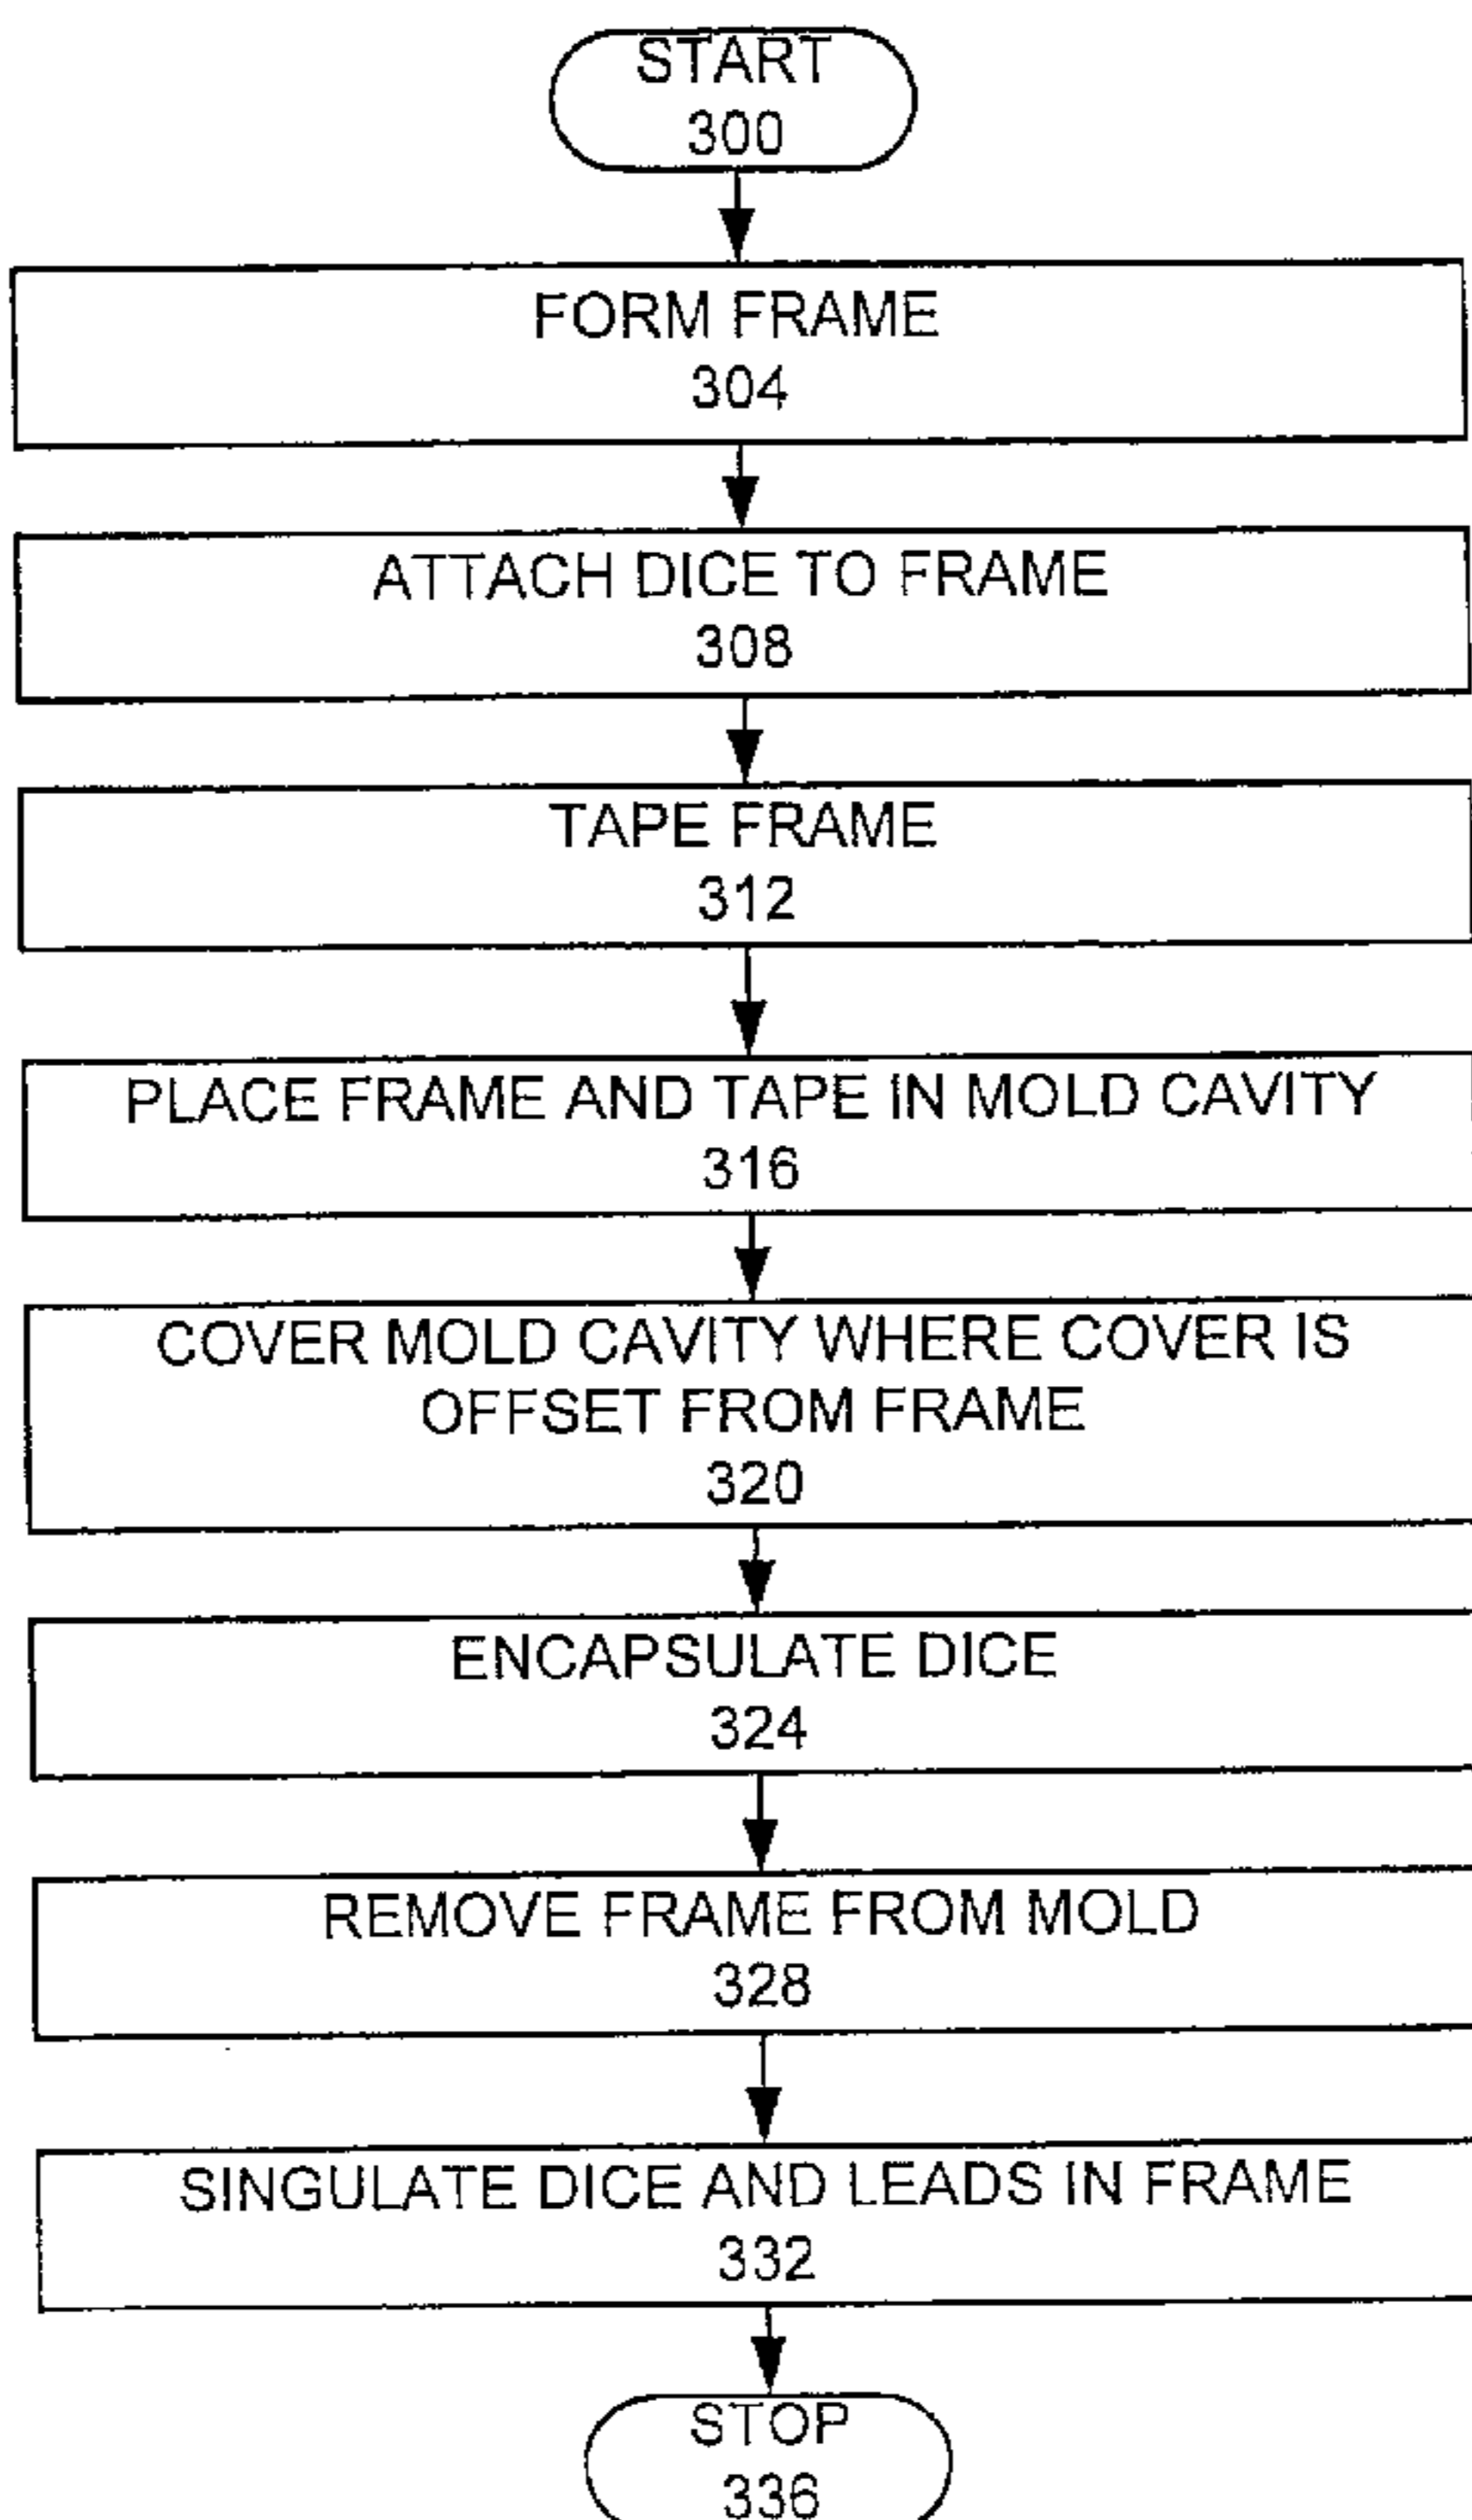 START
300
FORM FRAME
304
ATTACH DICE TO FRAME
308
TAPE FRAME
312
PLACE FRAME AND TAPE IN MOLD CAVITY
316
COVER MOLD CAVITY WHERE COVER IS
OFFSET FROM FRAME
320
ENCAPSULATE DICE
324
REMOVE FRAME FROM MOLD
328
SINGULATE DICE AND LEADS IN FRAME
332
STOP
336